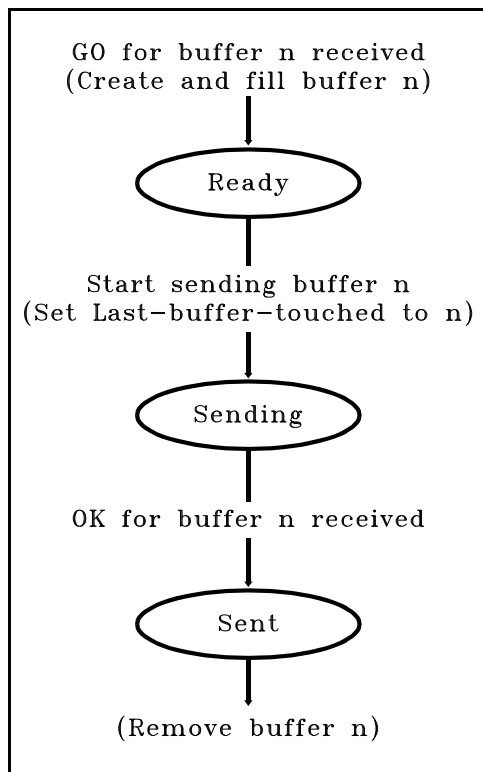 GO for buffer n received
(Create and fill buffer n)
Ready
Start sending buffer n
(Set Last-buffer-touched to n)
Sending
OK for buffer n received
Sent
(Remove buffer n)